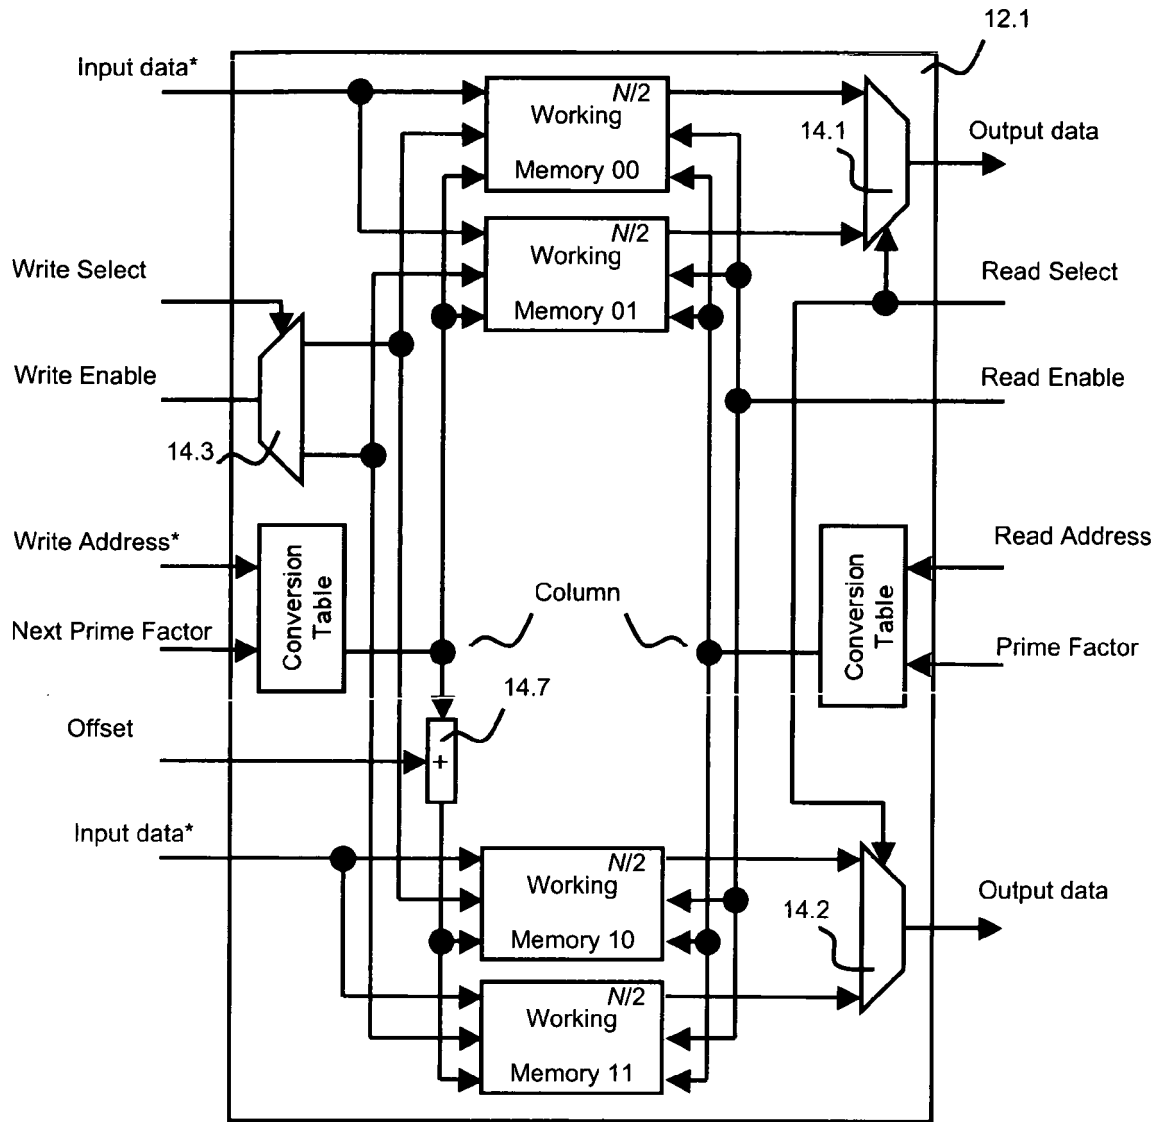 12.1
Input data*
N/2
Working
Memory 00
14.1
Output data
N/2
Working
Memory 01
Write Select
Read Select
Write Enable
Read Enable
14.3
Write Address*
Conversion
Table
Read Address
Conversion
Table
Column
Next Prime Factor
Prime Factor
14.7
Offset
+
Input data*
N/2
Working
Memory 10
14.2
Output data
N/2
Working
Memory 11